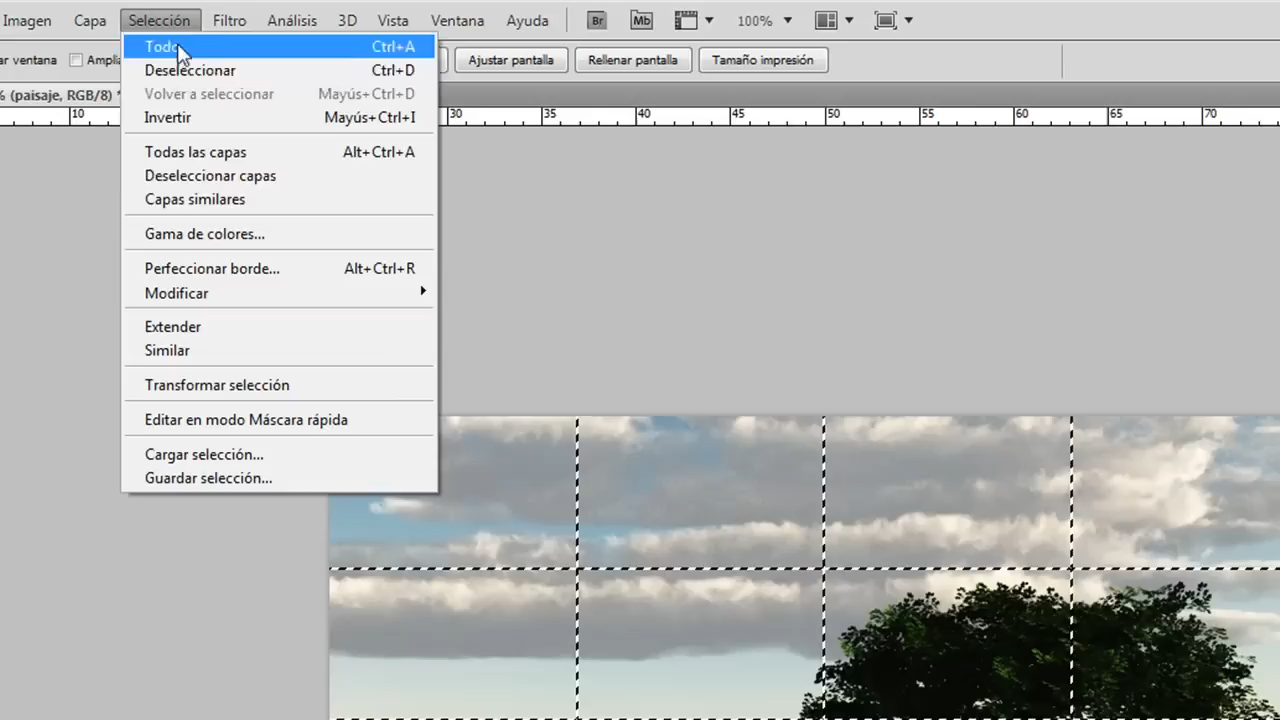 Imagen Capa Selección Filtro Análisis 3D Vista Ventana Ayuda Br Mb 100%
ar ventana Ajustar pantalla Rellenar pantalla Tamaño impresión
% (paisaje, RGB/8) *
10 30 35 40 45 50 55 60 65 70
Todo Ctrl+A
Deseleccionar Ctrl+D
Volver a seleccionar Mayús+Ctrl+D
Invertir Mayús+Ctrl+I
Todas las capas Alt+Ctrl+A
Deseleccionar capas
Capas similares
Gama de colores...
Perfeccionar borde... Alt+Ctrl+R
Modificar
Extender
Similar
Transformar selección
Editar en modo Máscara rápida
Cargar selección...
Guardar selección...